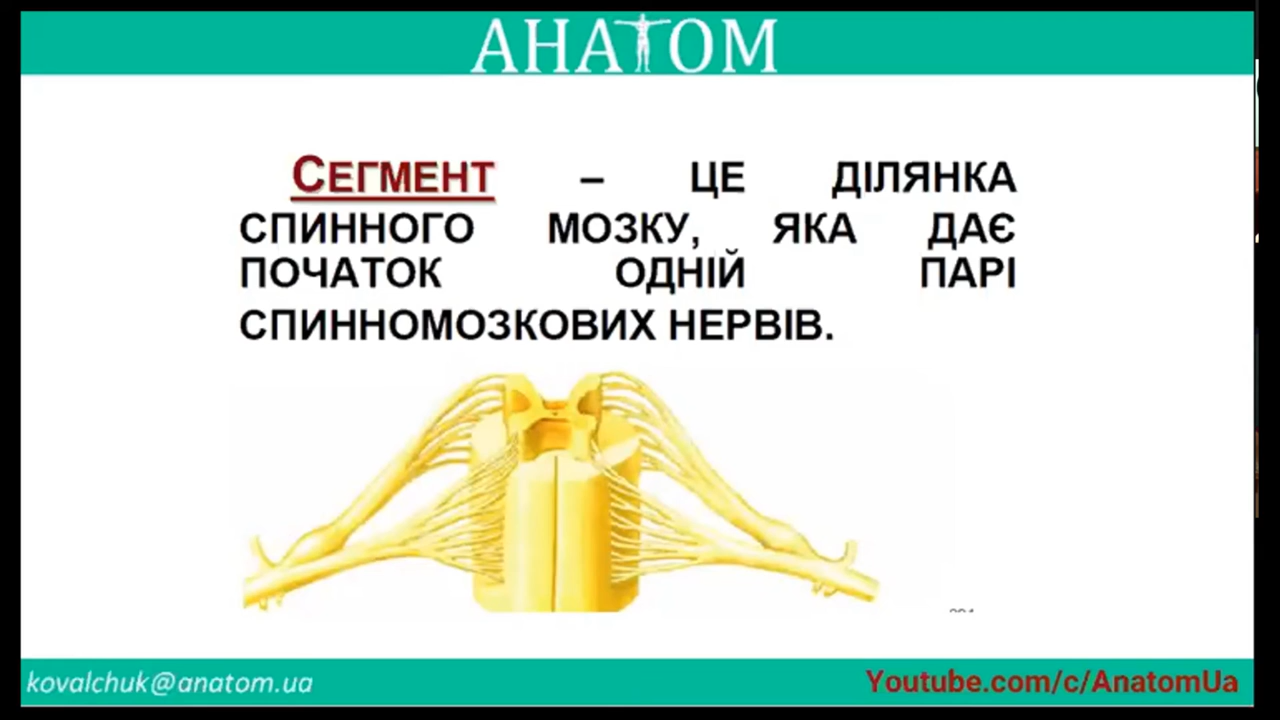 АНАТОМ
СЕГМЕНТ – ЦЕ ДІЛЯНКА
СПИННОГО МОЗКУ, ЯКА ДАЄ
ПОЧАТОК ОДНІЙ ПАРІ
СПИННОМОЗКОВИХ НЕРВІВ.
kovalchuk@anatom.ua
Youtube.com/c/AnatomUa